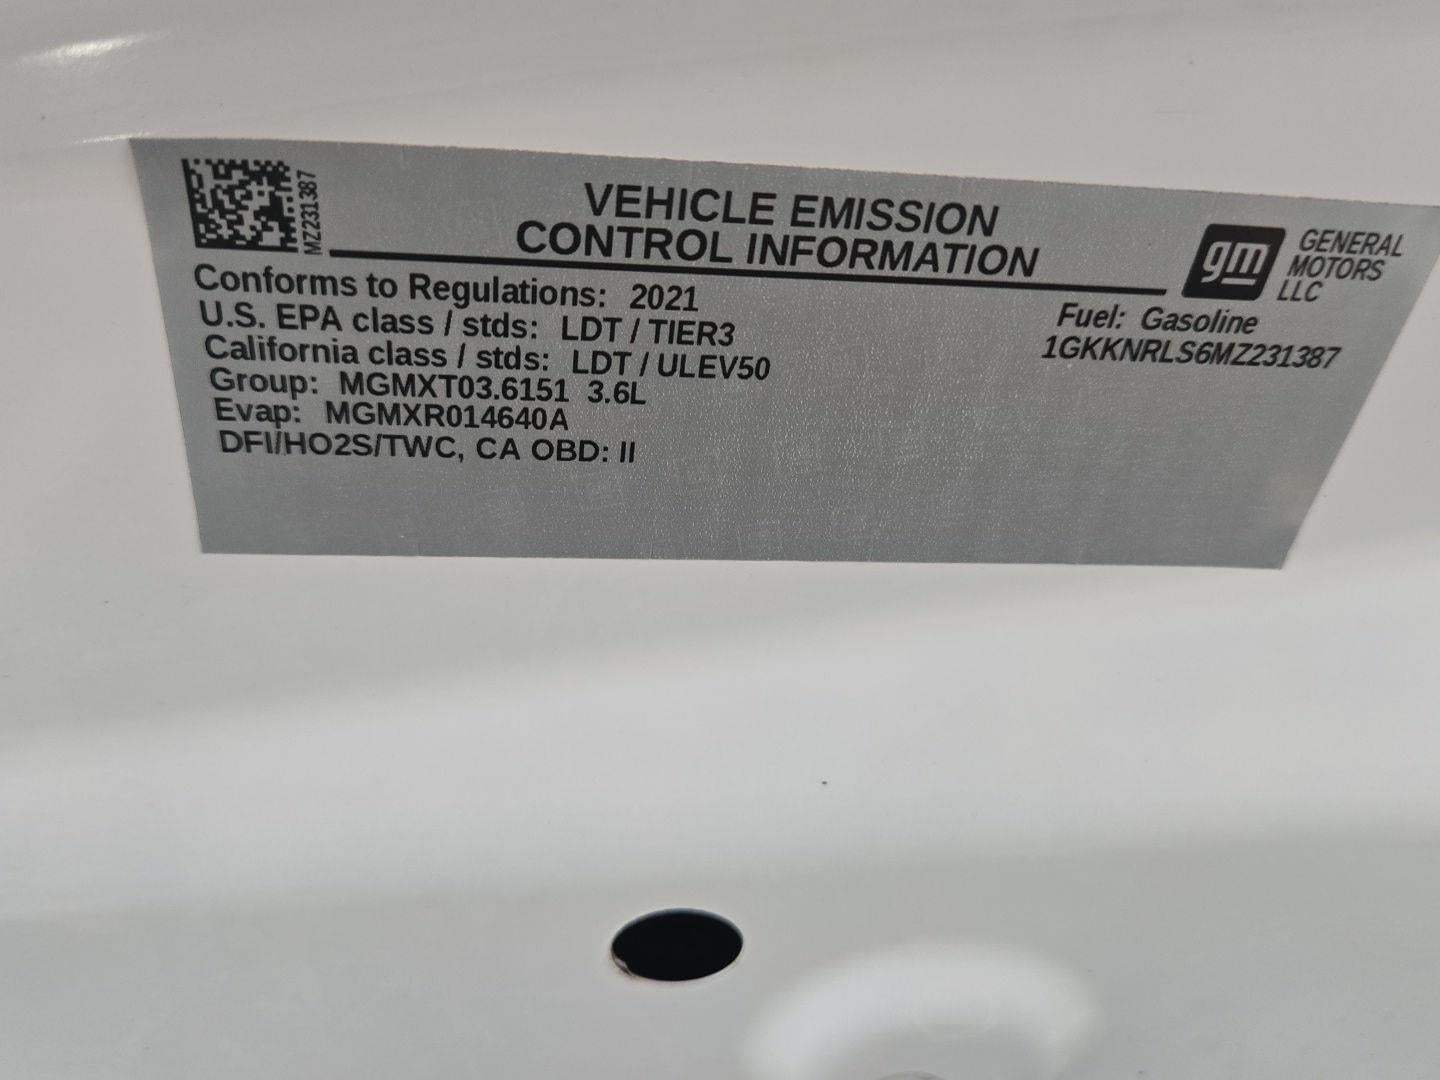 MZ231387
VEHICLE EMISSION
CONTROL INFORMATION
gm
GENERAL
MOTORS
LLC
Conforms to Regulations: 2021
U.S. EPA class / stds: LDT / TIER3
California class / stds: LDT / ULEV50
Group: MGMXT03.6151 3.6L
Evap: MGMXR014640A
DFI/HO2S/TWC, CA OBD: II
Fuel: Gasoline
1GKKNRLS6MZ231387